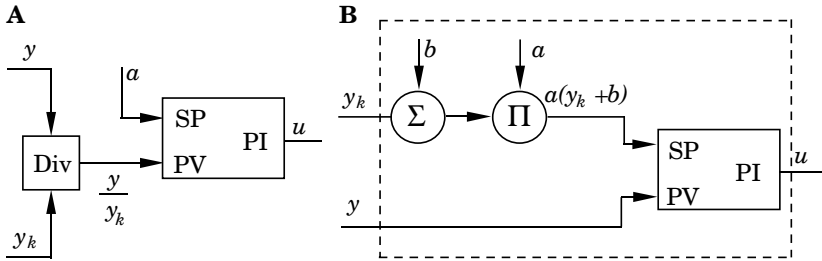 A
y
a
SP
PI
u
Div
PV
y
y_k
y_k
B
b
a
y_k
Σ
Π
a(y_k +b)
SP
PI
u
PV
y